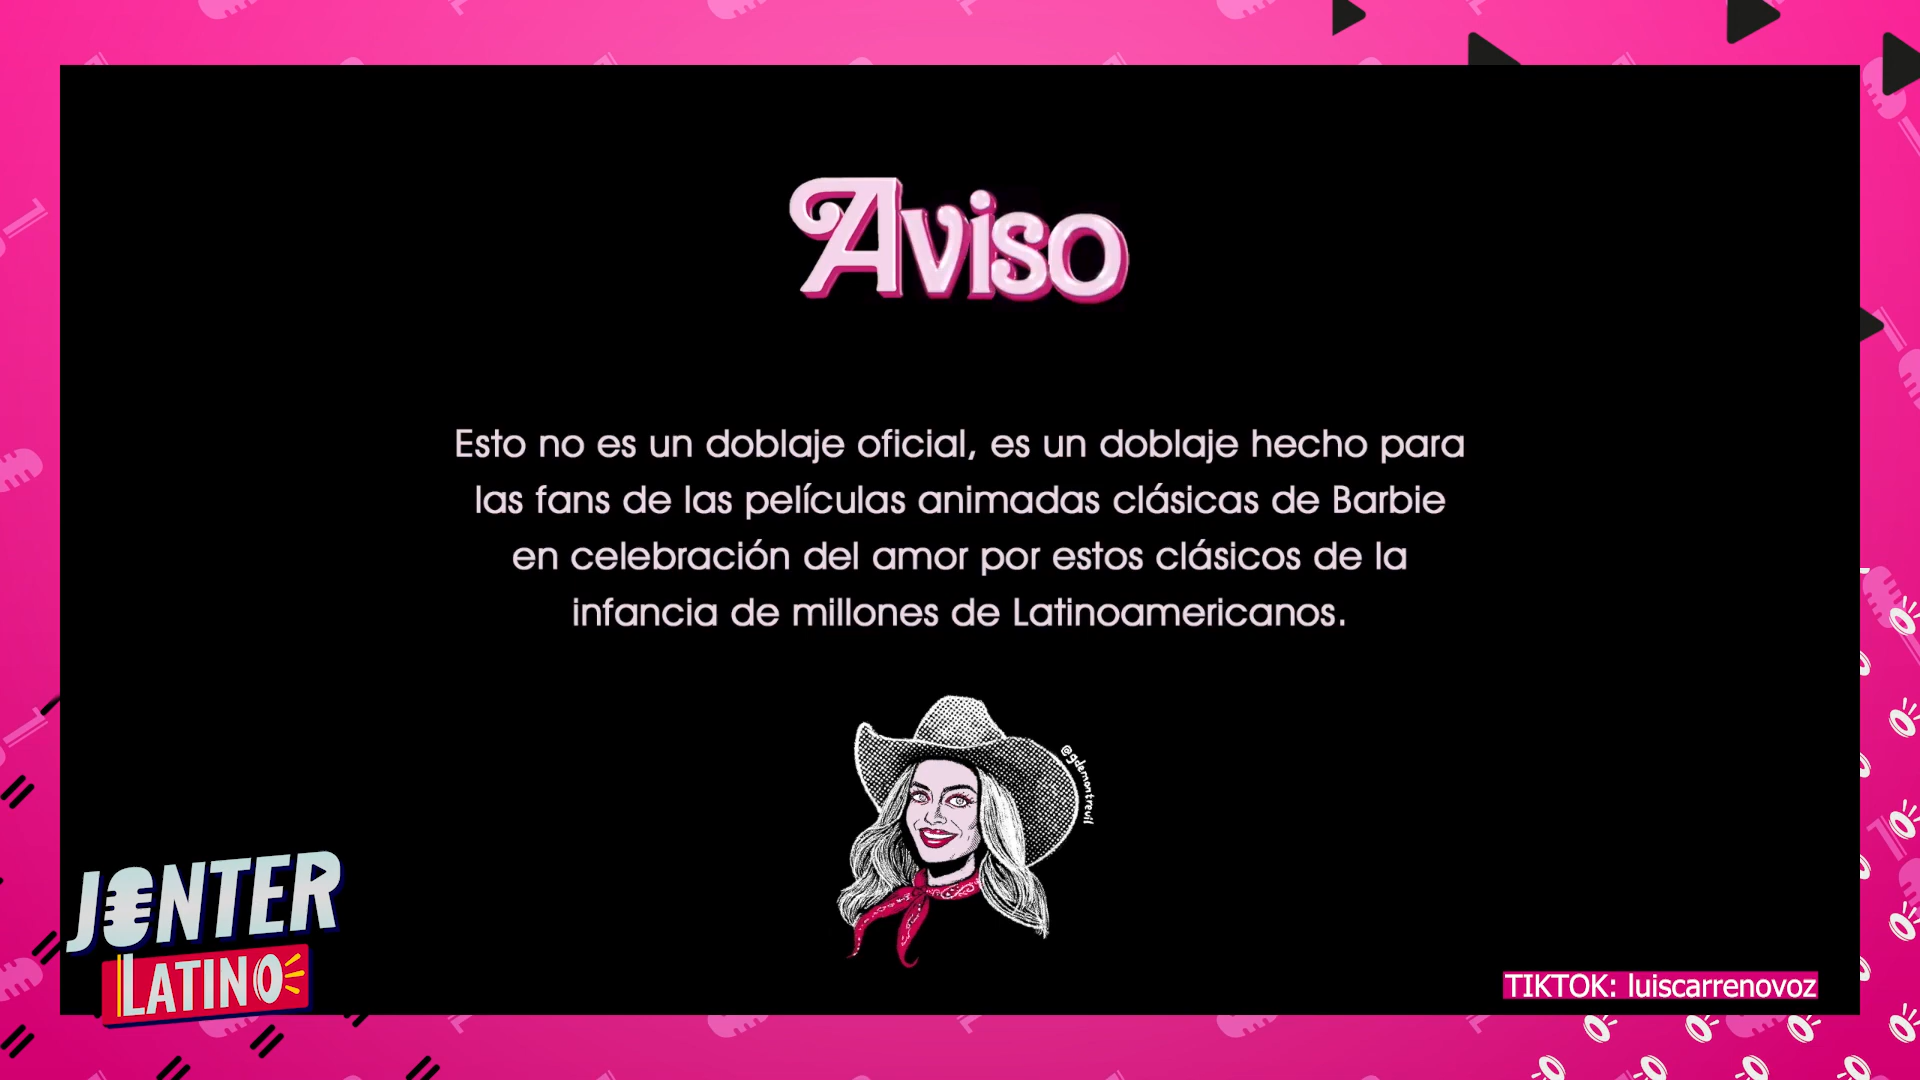 Aviso
Esto no es un doblaje oficial, es un doblaje hecho para
las fans de las películas animadas clásicas de Barbie
en celebración del amor por estos clásicos de la
infancia de millones de Latinoamericanos.
@gdemontreuil
JONTER
LATINO
TIKTOK: luiscarrenovoz